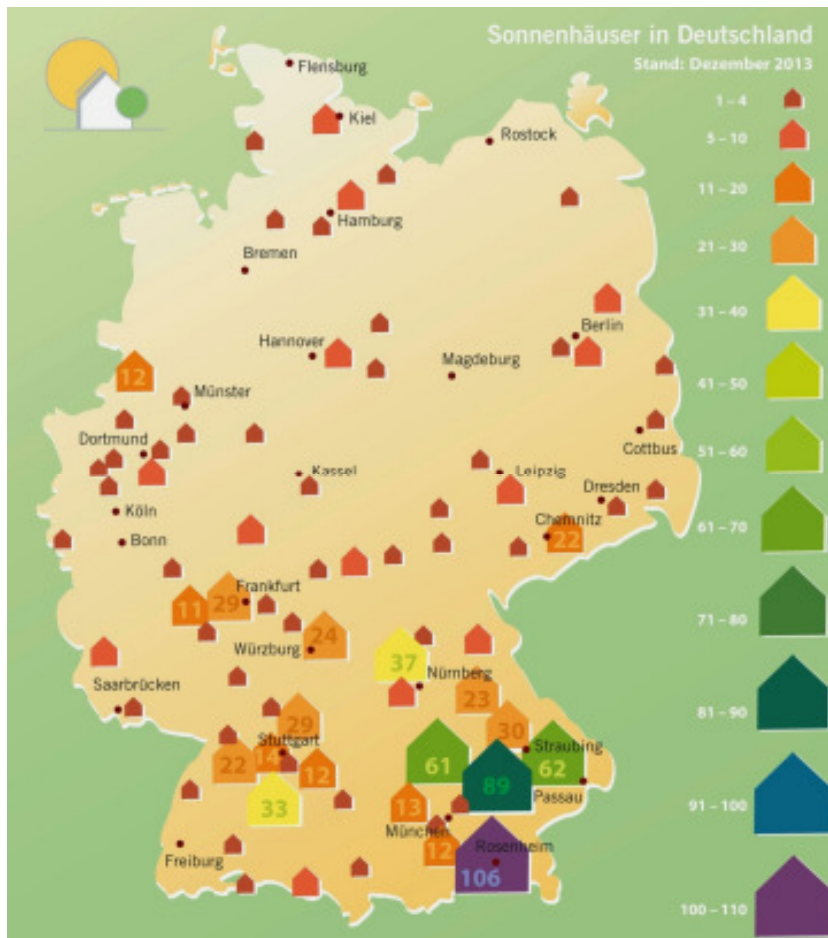 Sonnenhäuser in Deutschland
Stand: Dezember 2013
1 – 4
5 – 10
11 – 20
21 – 30
31 – 40
41 – 50
51 – 60
61 – 70
71 – 80
81 – 90
91 – 100
100 – 110
Flensburg
Kiel
Rostock
Hamburg
Bremen
Berlin
Hannover
Magdeburg
12
Münster
Dortmund
Cottbus
Kassel
Leipzig
Dresden
Köln
Chemnitz
Bonn
22
Frankfurt
11
29
24
Würzburg
37
Nürnberg
Saarbrücken
23
29
30
Stuttgart
Straubing
22
14
12
61
89
62
Passau
33
13
München
Freiburg
12
Rosenheim
106